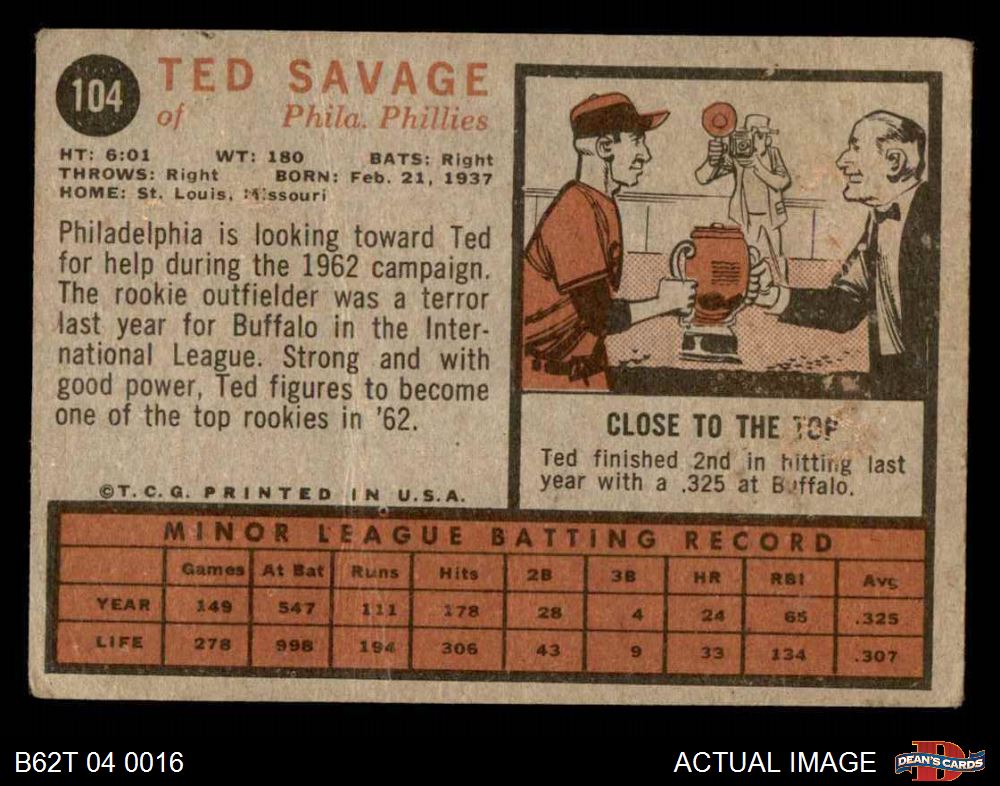 104
TED SAVAGE
of Phila. Phillies
HT: 6:01 WT: 180 BATS: Right
THROWS: Right BORN: Feb. 21, 1937
HOME: St. Louis, Missouri
Philadelphia is looking toward Ted
for help during the 1962 campaign.
The rookie outfielder was a terror
last year for Buffalo in the Inter-
national League. Strong and with
good power, Ted figures to become
one of the top rookies in '62.
©T.C.G. PRINTED IN U.S.A.
CLOSE TO THE TOP
Ted finished 2nd in hitting last
year with a .325 at Buffalo.
MINOR LEAGUE BATTING RECORD
Games At Bat Runs Hits 2B 3B HR RBI Avg
YEAR 149 547 111 178 28 4 24 65 .325
LIFE 278 998 194 306 43 9 33 134 .307
B62T 04 0016
ACTUAL IMAGE
D
DEAN'S CARDS